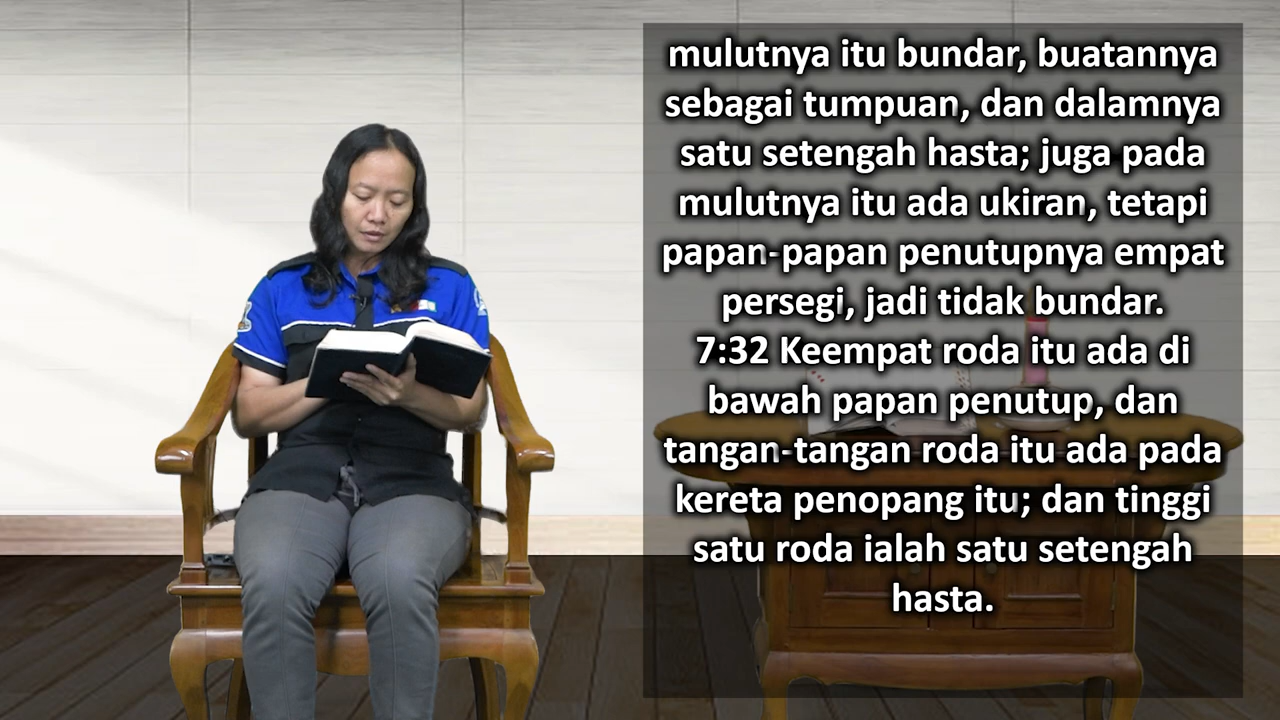 mulutnya itu bundar, buatannya
sebagai tumpuan, dan dalamnya
satu setengah hasta; juga pada
mulutnya itu ada ukiran, tetapi
papan-papan penutupnya empat
persegi, jadi tidak bundar.
7:32 Keempat roda itu ada di
bawah papan penutup, dan
tangan-tangan roda itu ada pada
kereta penopang itu; dan tinggi
satu roda ialah satu setengah
hasta.